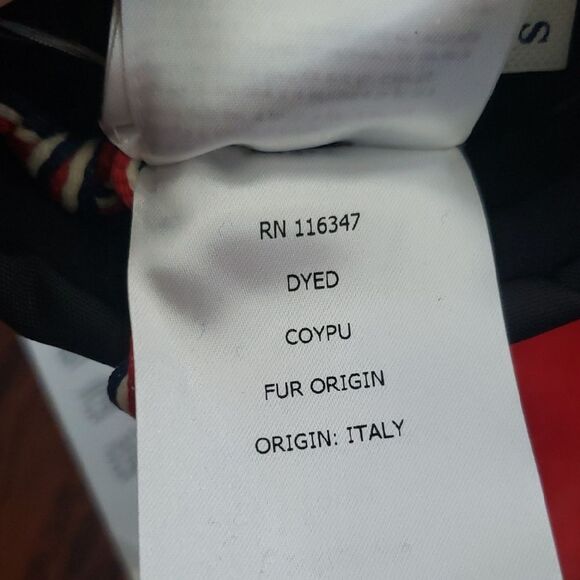 S
RN 116347
DYED
COYPU
FUR ORIGIN
ORIGIN: ITALY